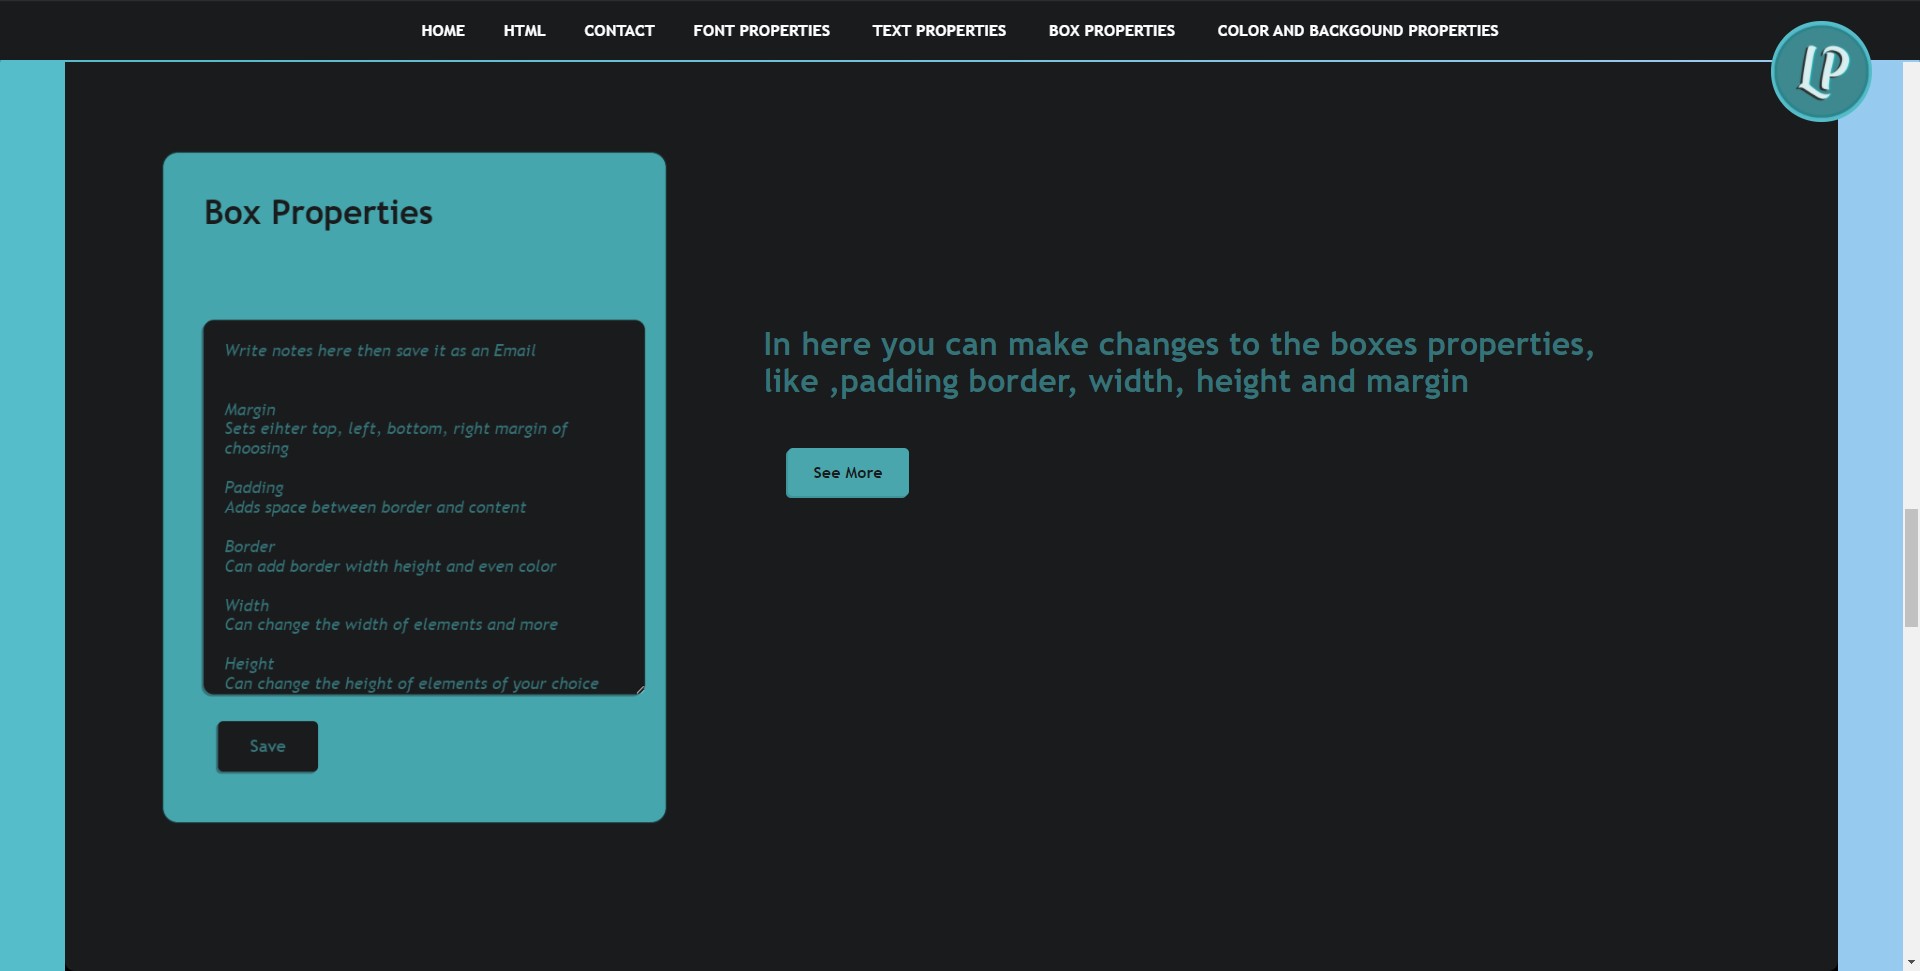 HOME HTML CONTACT FONT PROPERTIES TEXT PROPERTIES BOX PROPERTIES COLOR AND BACKGOUND PROPERTIES
LP
Box Properties
Write notes here then save it as an Email
Margin
Sets eihter top, left, bottom, right margin of
choosing
Padding
Adds space between border and content
Border
Can add border width height and even color
Width
Can change the width of elements and more
Height
Can change the height of elements of your choice
Save
In here you can make changes to the boxes properties,
like ,padding border, width, height and margin
See More